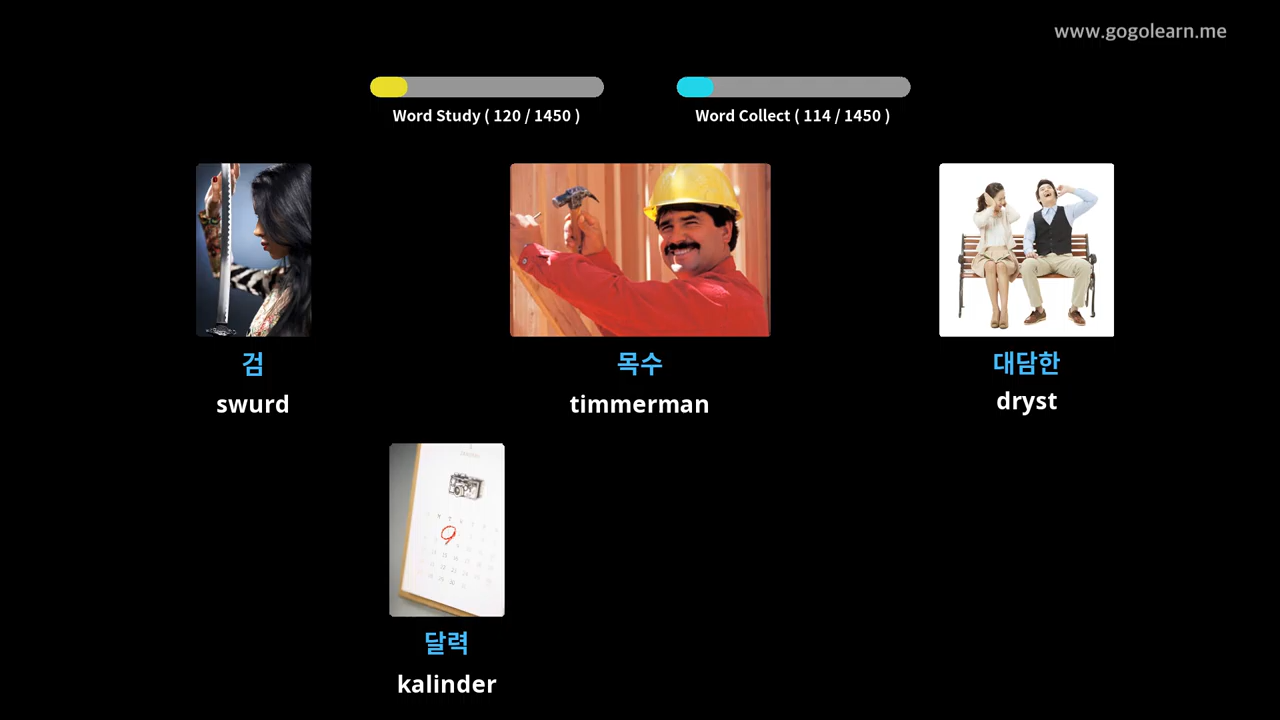 www.gogolearn.me
Word Study ( 120 / 1450 )
Word Collect ( 114 / 1450 )
검
swurd
목수
timmerman
대담한
dryst
달력
kalinder